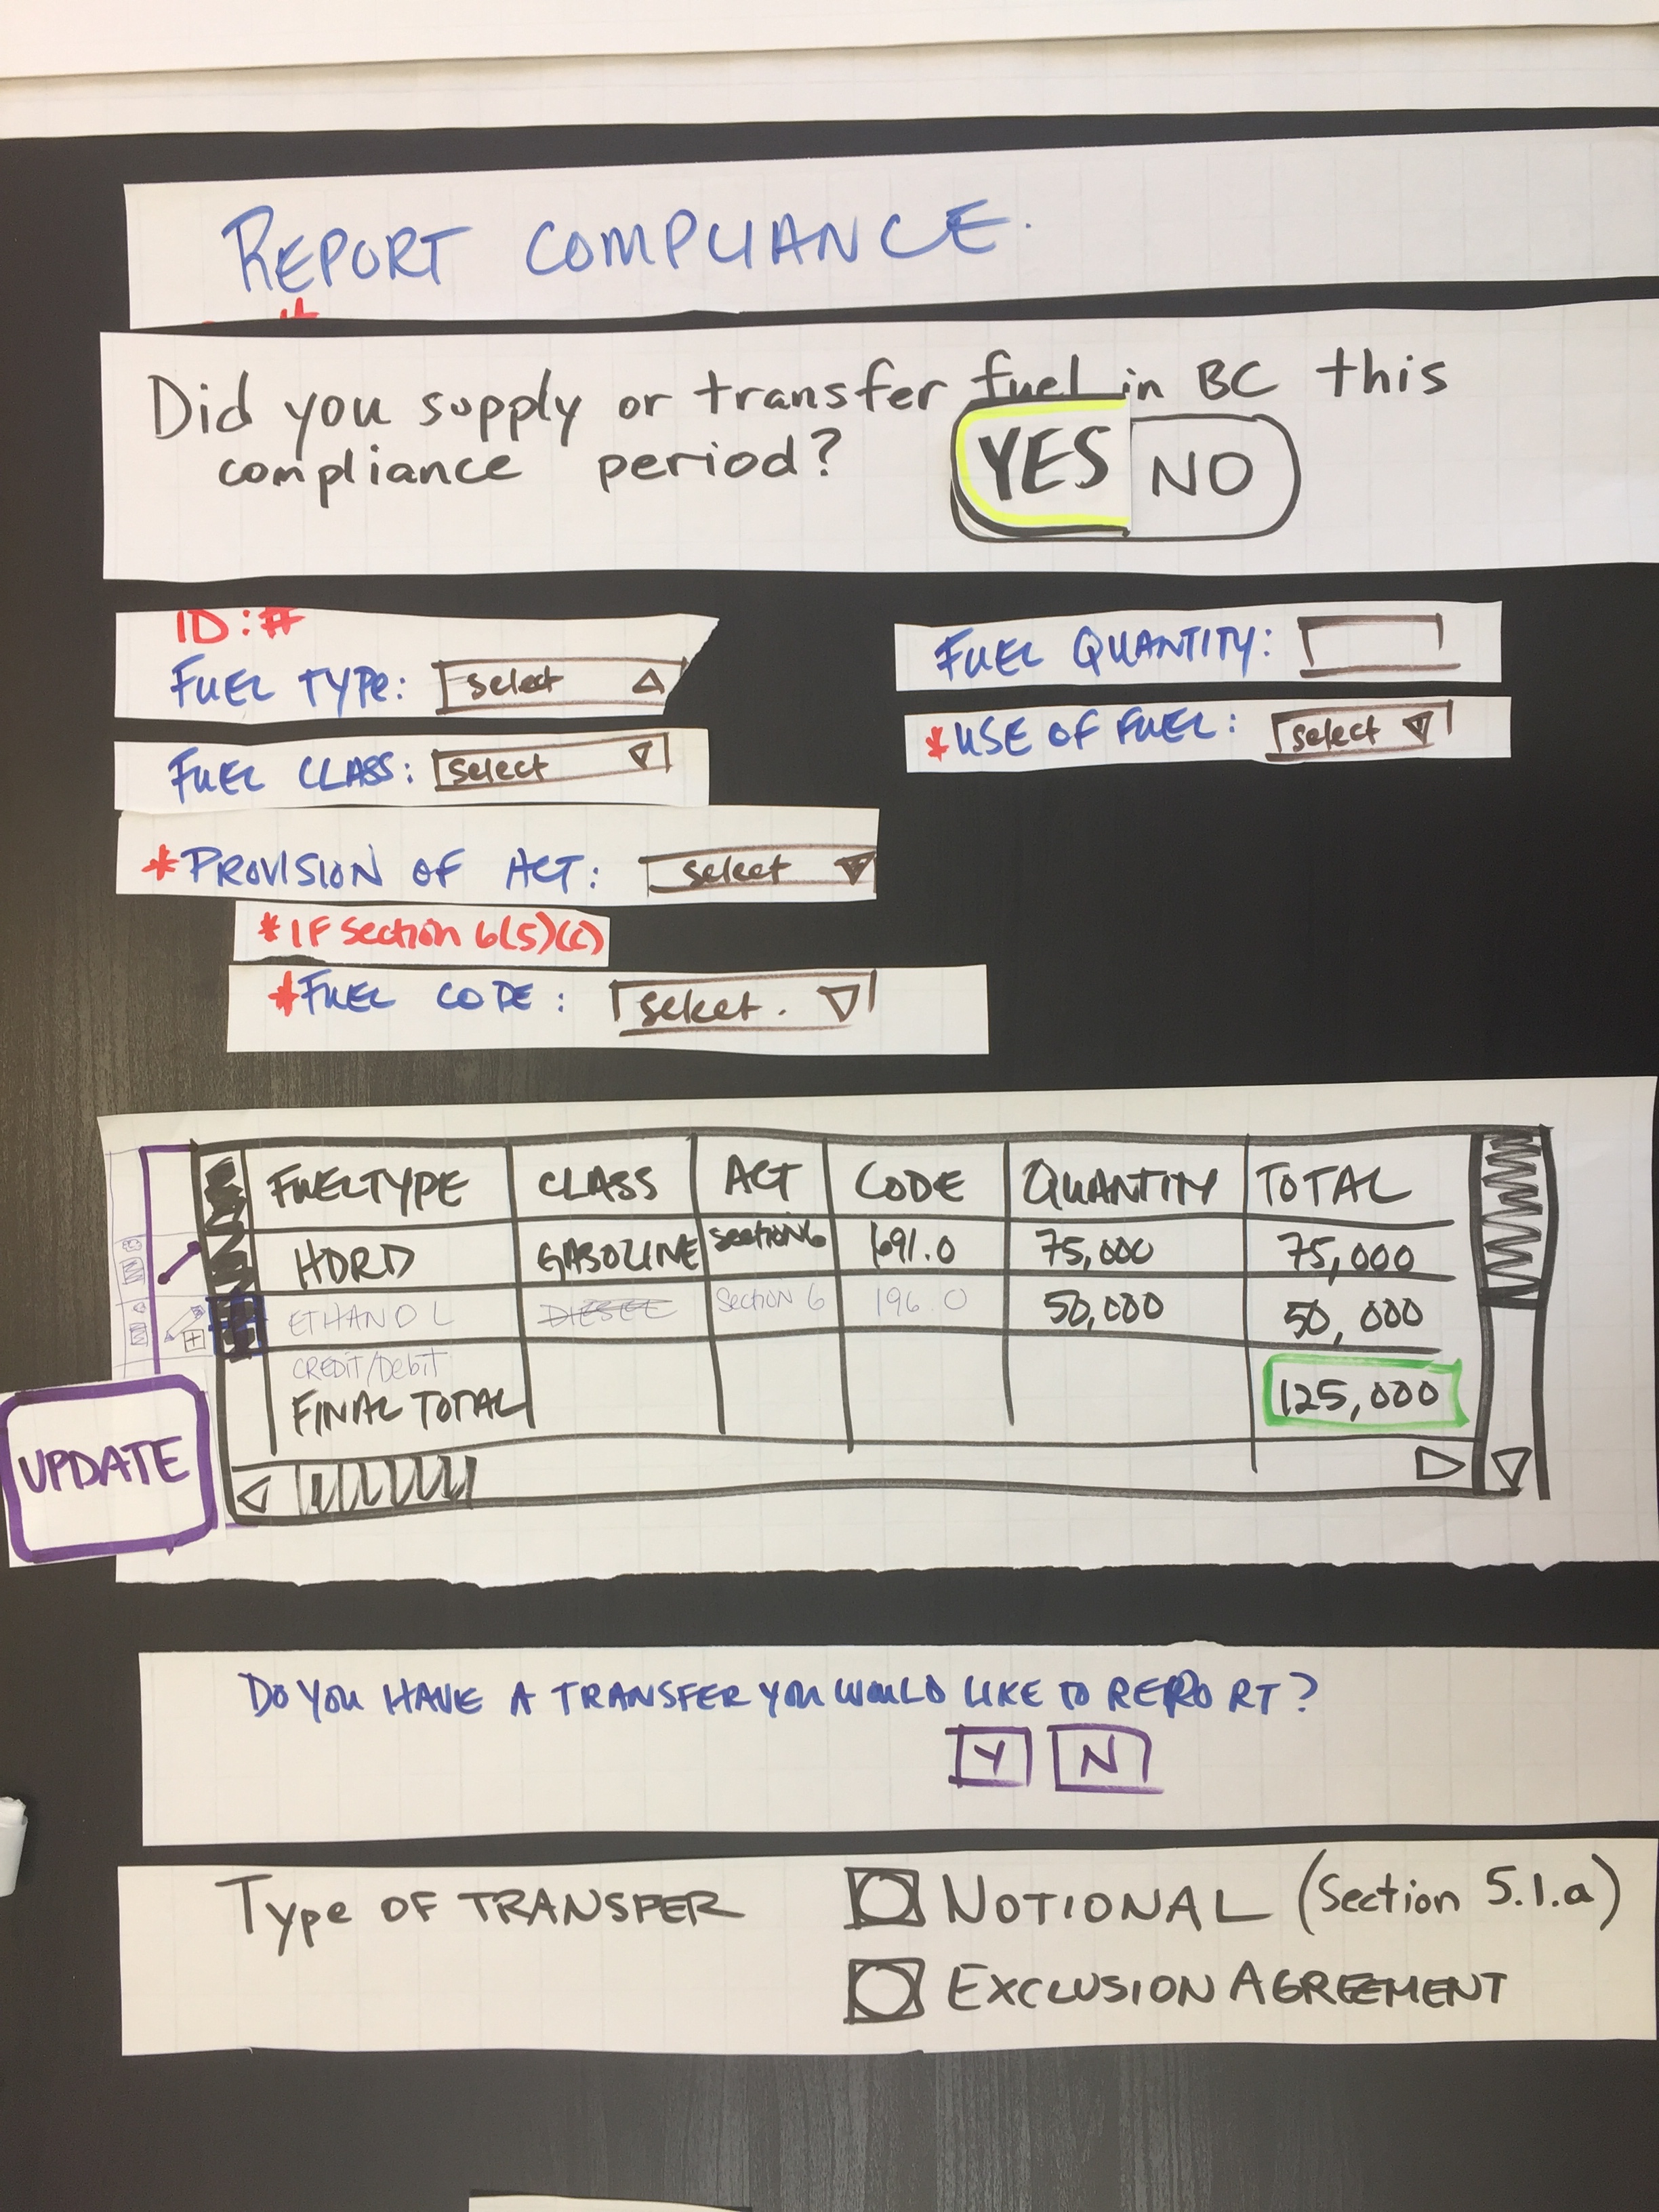 REPORT COMPLIANCE.
Did you supply or transfer fuel in BC this
compliance period? YES NO
ID:#
FUEL TYPE: select
FUEL QUANTITY:
FUEL CLASS: select
*USE OF FUEL: select
*PROVISION OF ACT: select
*IF Section 6(5)(c)
*FUEL CODE: select.
FUELTYPE CLASS ACT CODE QUANTITY TOTAL
HDRD GASOLINE Section 6 691.0 75,000 75,000
ETHANOL DIESEL Section 6 196.0 50,000 50,000
CREDIT/Debit
FINAL TOTAL 125,000
UPDATE
DO YOU HAVE A TRANSFER YOU WOULD LIKE TO REPORT?
Y N
Type OF TRANSFER NOTIONAL (Section 5.1.a)
EXCLUSION AGREEMENT